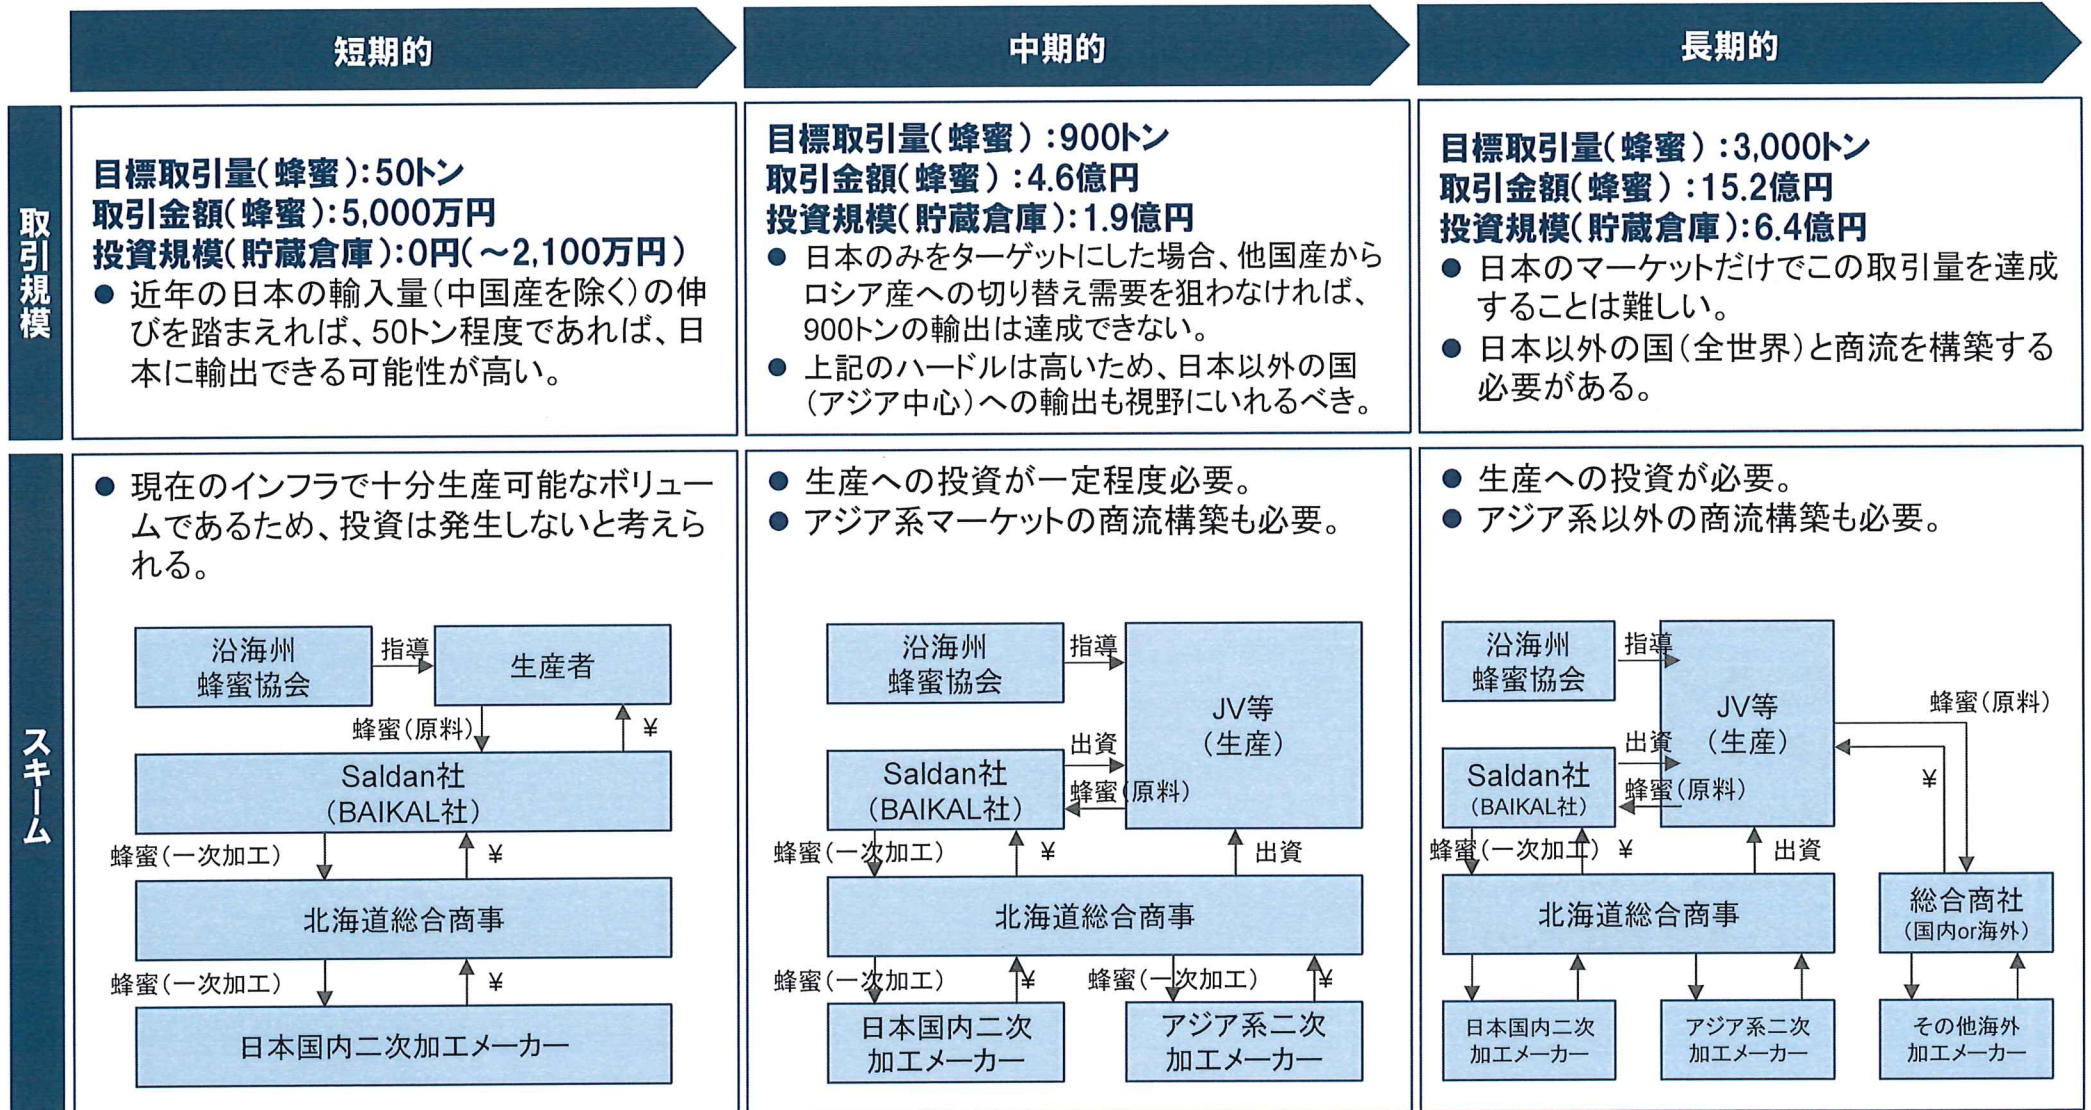 短期的
中期的
長期的
取引規模
目標取引量(蜂蜜):50トン
取引金額(蜂蜜):5,000万円
投資規模(貯蔵倉庫):0円(～2,100万円)
● 近年の日本の輸入量(中国産を除く)の伸
びを踏まえれば、50トン程度であれば、日
本に輸出できる可能性が高い。
目標取引量(蜂蜜):900トン
取引金額(蜂蜜):4.6億円
投資規模(貯蔵倉庫):1.9億円
● 日本のみをターゲットにした場合、他国産から
ロシア産への切り替え需要を狙わなければ、
900トンの輸出は達成できない。
● 上記のハードルは高いため、日本以外の国
(アジア中心)への輸出も視野にいれるべき。
目標取引量(蜂蜜):3,000トン
取引金額(蜂蜜):15.2億円
投資規模(貯蔵倉庫):6.4億円
● 日本のマーケットだけでこの取引量を達成
することは難しい。
● 日本以外の国(全世界)と商流を構築する
必要がある。
スキーム
● 現在のインフラで十分生産可能なボリュー
ムであるため、投資は発生しないと考えら
れる。
沿海州
蜂蜜協会
指導
生産者
蜂蜜(原料)
¥
Saldan社
(BAIKAL社)
蜂蜜(一次加工)
¥
北海道総合商事
蜂蜜(一次加工)
¥
日本国内二次加工メーカー
● 生産への投資が一定程度必要。
● アジア系マーケットの商流構築も必要。
沿海州
蜂蜜協会
指導
JV等
(生産)
出資
Saldan社
(BAIKAL社)
蜂蜜(原料)
蜂蜜(一次加工)
¥
出資
北海道総合商事
蜂蜜(一次加工)
¥
蜂蜜(一次加工)
¥
日本国内二次
加工メーカー
アジア系二次
加工メーカー
● 生産への投資が必要。
● アジア系以外の商流構築も必要。
沿海州
蜂蜜協会
指導
JV等
(生産)
蜂蜜(原料)
出資
Saldan社
(BAIKAL社)
蜂蜜(原料)
¥
蜂蜜(一次加工)
¥
出資
北海道総合商事
総合商社
(国内or海外)
日本国内二次
加工メーカー
アジア系二次
加工メーカー
その他海外
加工メーカー